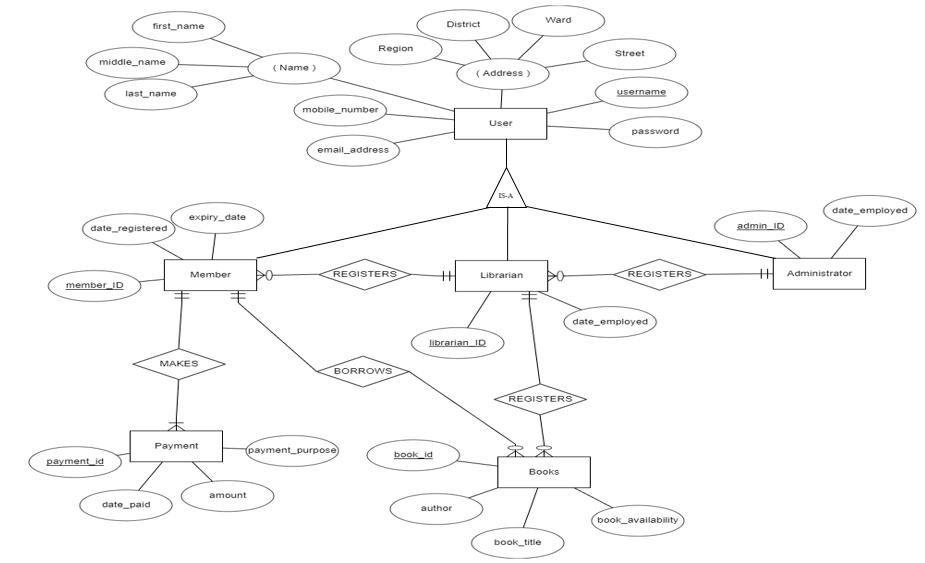 first_name
District
Ward
Region
Street
middle_name
( Name )
( Address )
last_name
username
mobile_number
User
password
email_address
IS-A
expiry_date
date_registered
date_employed
admin_ID
Member
REGISTERS
Librarian
REGISTERS
Administrator
member_ID
date_employed
librarian_ID
MAKES
BORROWS
REGISTERS
Payment
payment_purpose
payment_id
book_id
Books
amount
date_paid
author
book_availability
book_title